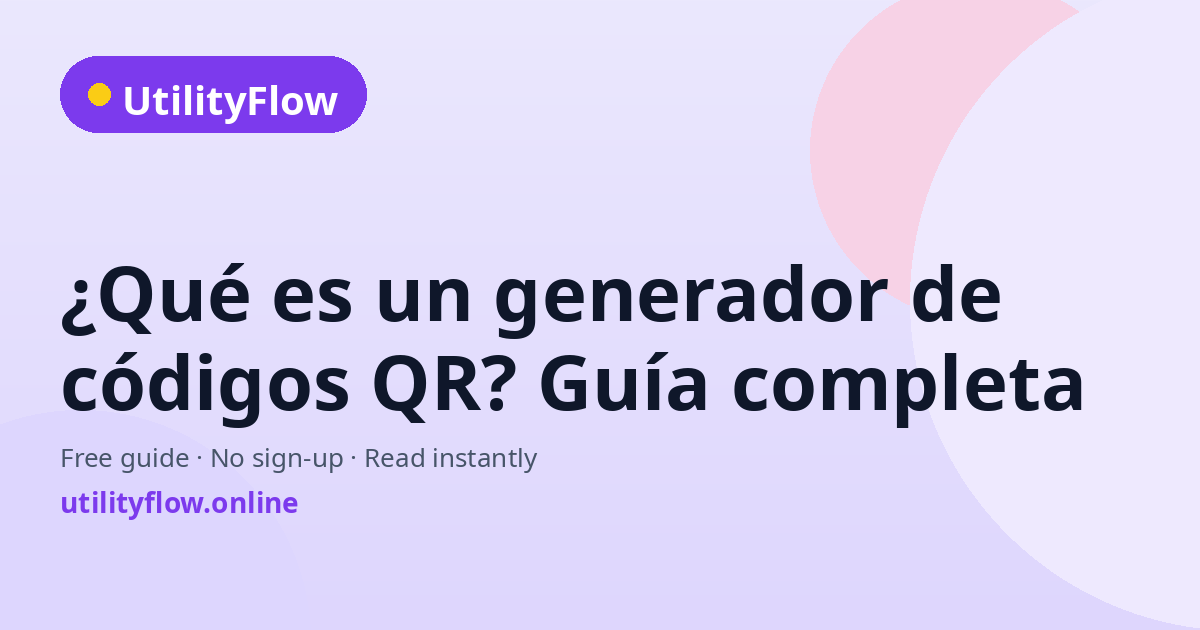 UtilityFlow
¿Qué es un generador de
códigos QR? Guía completa
Free guide · No sign-up · Read instantly
utilityflow.online